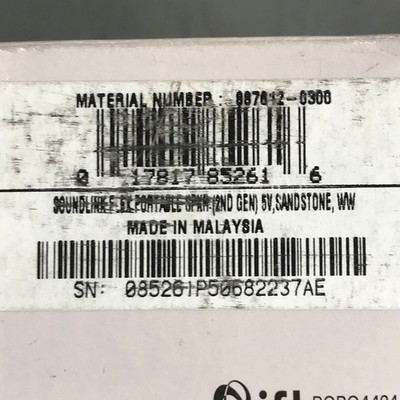 MATERIAL NUMBER : 887612-0300
0 17817 85261 6
SOUNDLINK FLEX PORTABLE SPKR (2ND GEN) 5V,SANDSTONE, WW
MADE IN MALAYSIA
SN: 085261P50682237AE